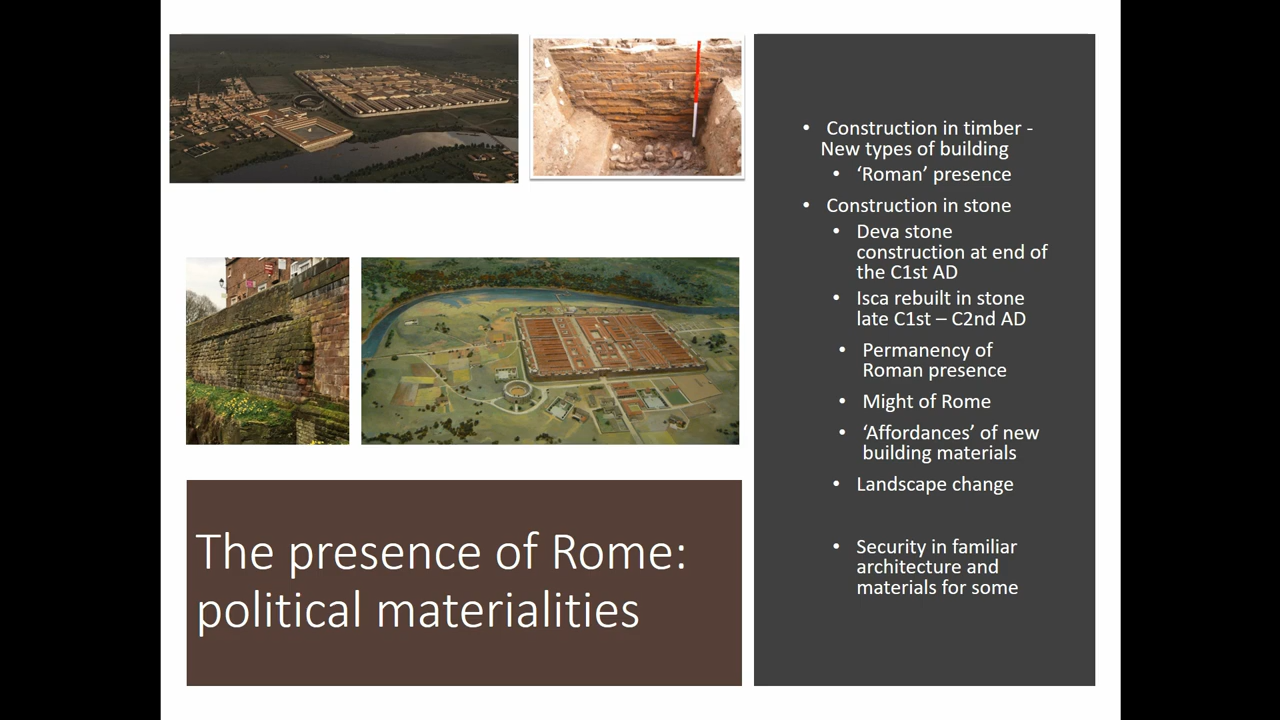 The presence of Rome:
political materialities
• Construction in timber -
New types of building
• ‘Roman’ presence
• Construction in stone
• Deva stone
construction at end of
the C1st AD
• Isca rebuilt in stone
late C1st – C2nd AD
• Permanency of
Roman presence
• Might of Rome
• ‘Affordances’ of new
building materials
• Landscape change
• Security in familiar
architecture and
materials for some